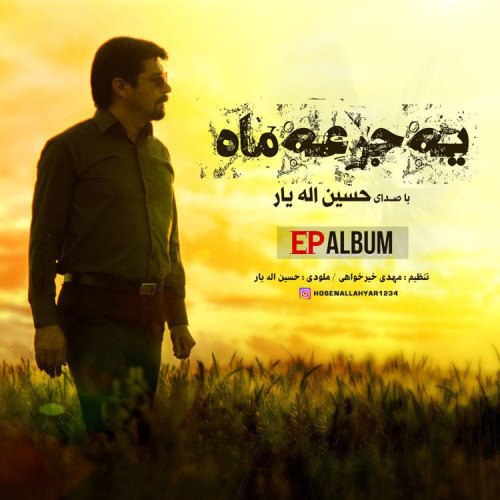 یه جرعه ماه
با صدای حسین اله یار
EP ALBUM
تنظیم : مهدی خیرخواهی / ملودی : حسین اله یار
HOSENALLAHYAR1234